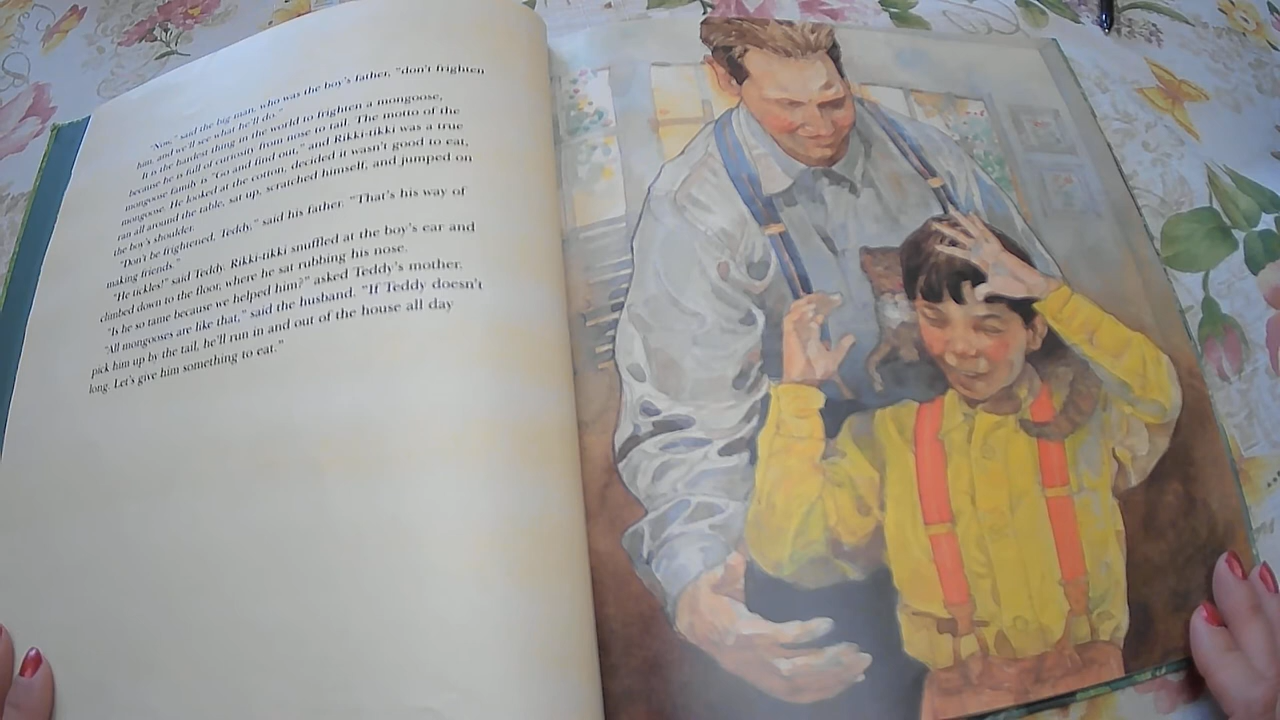 "Now," said the big man, who was the boy's father, "don't frighten
him, and we'll see what he'll do."
It is the hardest thing in the world to frighten a mongoose,
because he is full of curiosity from nose to tail. The motto of the
mongoose family is "Go and find out," and Rikki-tikki was a true
mongoose. He looked at the cotton, decided it wasn't good to eat,
ran all around the table, sat up, scratched himself, and jumped on
the boy's shoulder.
"Don't be frightened, Teddy," said his father. "That's his way of
making friends."
"He tickles!" said Teddy. Rikki-tikki snuffled at the boy's ear and
climbed down to the floor, where he sat rubbing his nose.
"Is he so tame because we helped him?" asked Teddy's mother.
"All mongooses are like that," said the husband. "If Teddy doesn't
pick him up by the tail, he'll run in and out of the house all day
long. Let's give him something to eat."